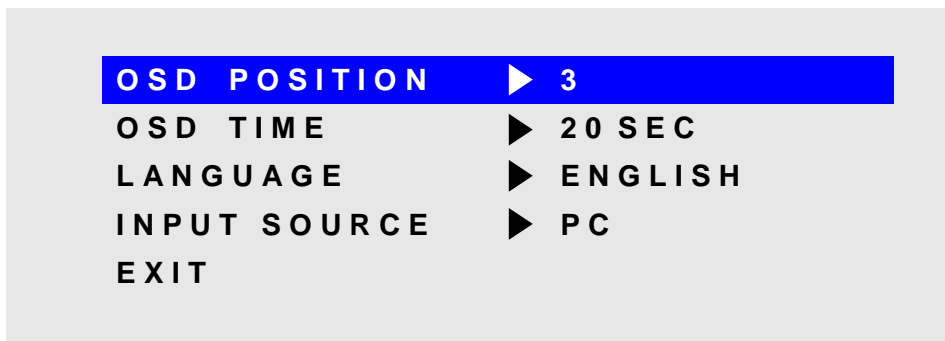 OSD POSITION ▶ 3
OSD TIME ▶ 20 SEC
LANGUAGE ▶ ENGLISH
INPUT SOURCE ▶ PC
EXIT